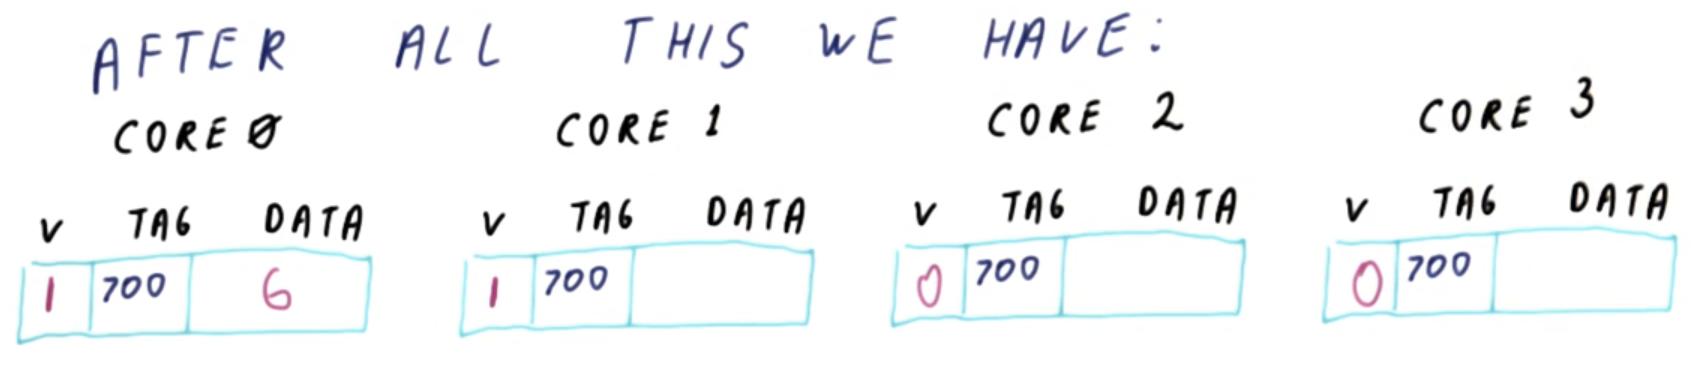 AFTER ALL THIS WE HAVE:
CORE 0 CORE 1 CORE 2 CORE 3
V TAG DATA V TAG DATA V TAG DATA V TAG DATA
1 700 6 1 700 0 700 0 700